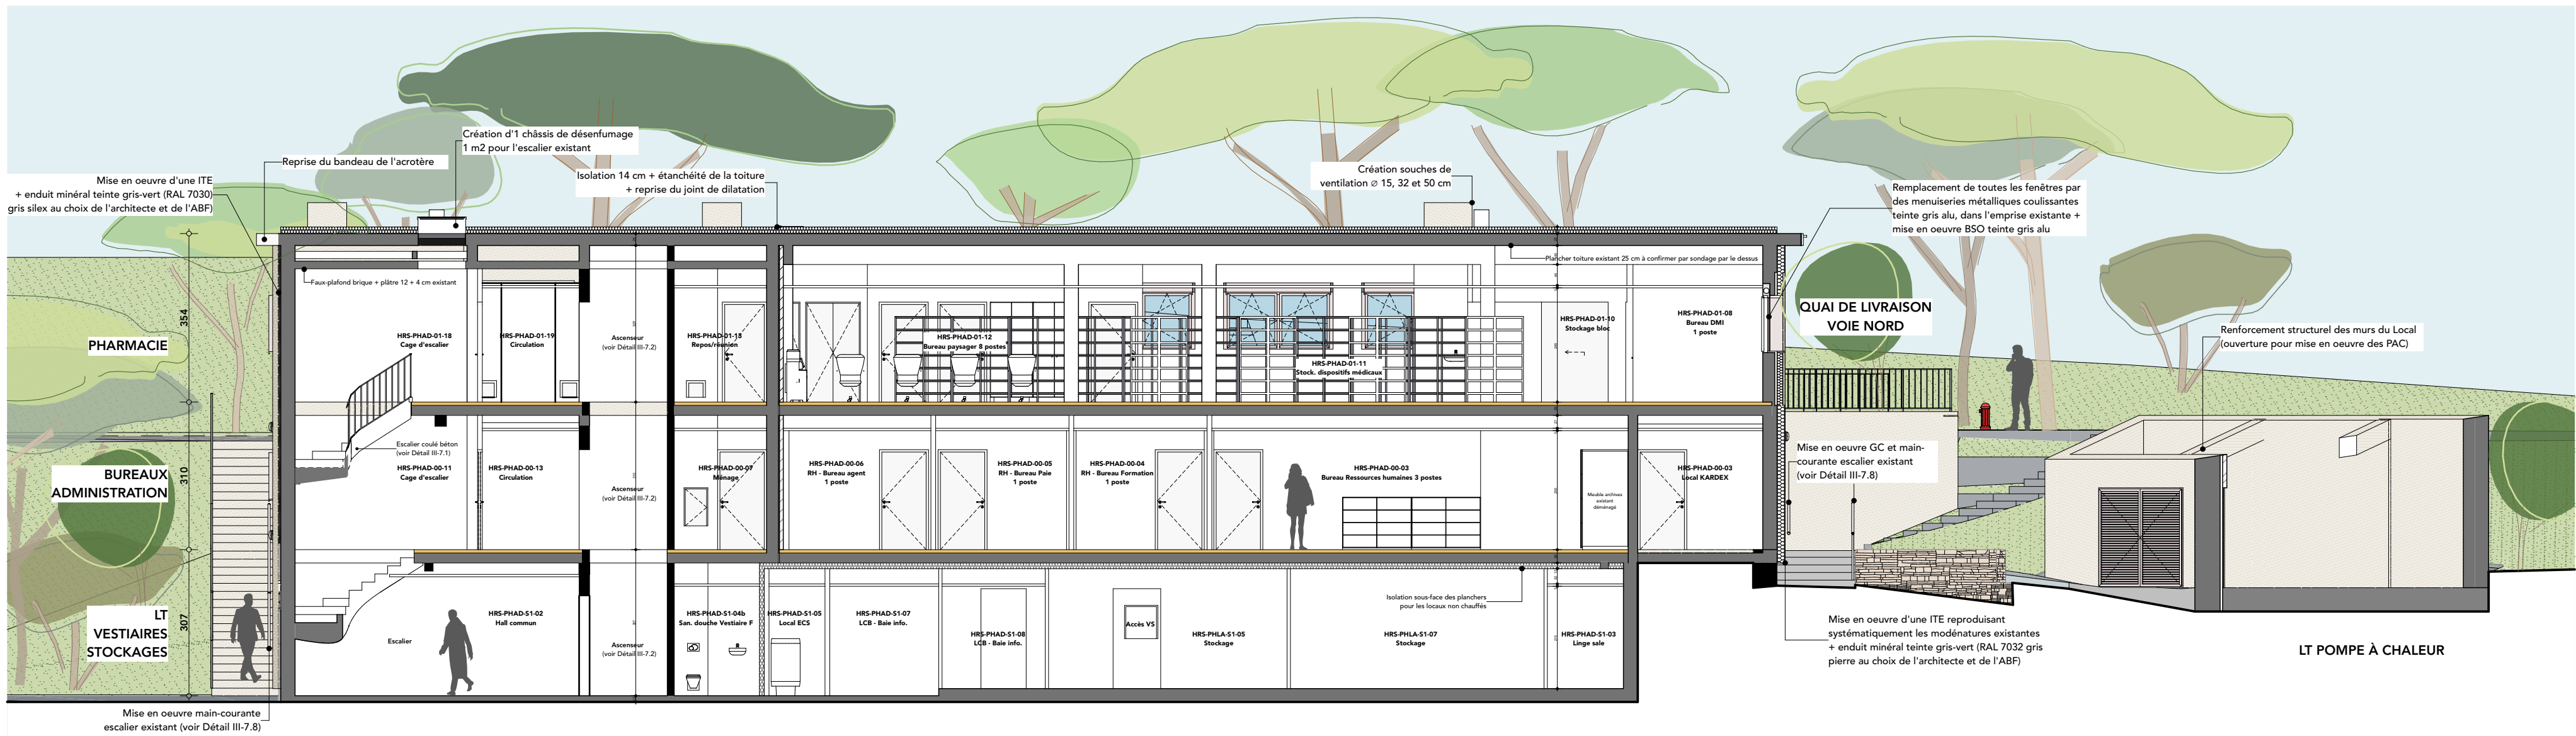 Création d'1 châssis de désenfumage
1 m2 pour l'escalier existant
Reprise du bandeau de l'acrotère
Mise en oeuvre d'une ITE
+ enduit minéral teinte gris-vert (RAL 7030)
gris silex au choix de l'architecte et de l'ABF)
Isolation 14 cm + étanchéité de la toiture
+ reprise du joint de dilatation
Création souches de
ventilation ⌀ 15, 32 et 50 cm
Remplacement de toutes les fenêtres par
des menuiseries métalliques coulissantes
teinte gris alu, dans l'emprise existante +
mise en oeuvre BSO teinte gris alu
Plancher toiture existant 25 cm à confirmer par sondage par le dessus
Faux-plafond brique + plâtre 12 + 4 cm existant
354
PHARMACIE
HRS-PHAD-01-18
Cage d'escalier
HRS-PHAD-01-19
Circulation
Ascenseur
(voir Détail III-7.2)
HRS-PHAD-01-15
Repos/réunion
HRS-PHAD-01-12
Bureau paysager 8 postes
HRS-PHAD-01-11
Stock. dispositifs médicaux
HRS-PHAD-01-10
Stockage bloc
HRS-PHAD-01-08
Bureau DMI
1 poste
QUAI DE LIVRAISON
VOIE NORD
Renforcement structurel des murs du Local
(ouverture pour mise en oeuvre des PAC)
310
BUREAUX
ADMINISTRATION
Escalier coulé béton
(voir Détail III-7.1)
HRS-PHAD-00-11
Cage d'escalier
HRS-PHAD-00-13
Circulation
Ascenseur
(voir Détail III-7.2)
HRS-PHAD-00-07
Ménage
HRS-PHAD-00-06
RH - Bureau agent
1 poste
HRS-PHAD-00-05
RH - Bureau Paie
1 poste
HRS-PHAD-00-04
RH - Bureau Formation
1 poste
HRS-PHAD-00-03
Bureau Ressources humaines 3 postes
Meuble archives
existant
déménagé
HRS-PHAD-00-03
Local KARDEX
Mise en oeuvre GC et main-
courante escalier existant
(voir Détail III-7.8)
307
LT
VESTIAIRES
STOCKAGES
Escalier
HRS-PHAD-S1-02
Hall commun
Ascenseur
(voir Détail III-7.2)
HRS-PHAD-S1-04b
San. douche Vestiaire F
HRS-PHAD-S1-05
Local ECS
HRS-PHAD-S1-07
LCB - Baie info.
HRS-PHAD-S1-08
LCB - Baie info.
Accès VS
HRS-PHLA-S1-05
Stockage
Isolation sous-face des planchers
pour les locaux non chauffés
HRS-PHLA-S1-07
Stockage
HRS-PHAD-S1-03
Linge sale
Mise en oeuvre d'une ITE reproduisant
systématiquement les modénatures existantes
+ enduit minéral teinte gris-vert (RAL 7032 gris
pierre au choix de l'architecte et de l'ABF)
LT POMPE À CHALEUR
Mise en oeuvre main-courante
escalier existant (voir Détail III-7.8)